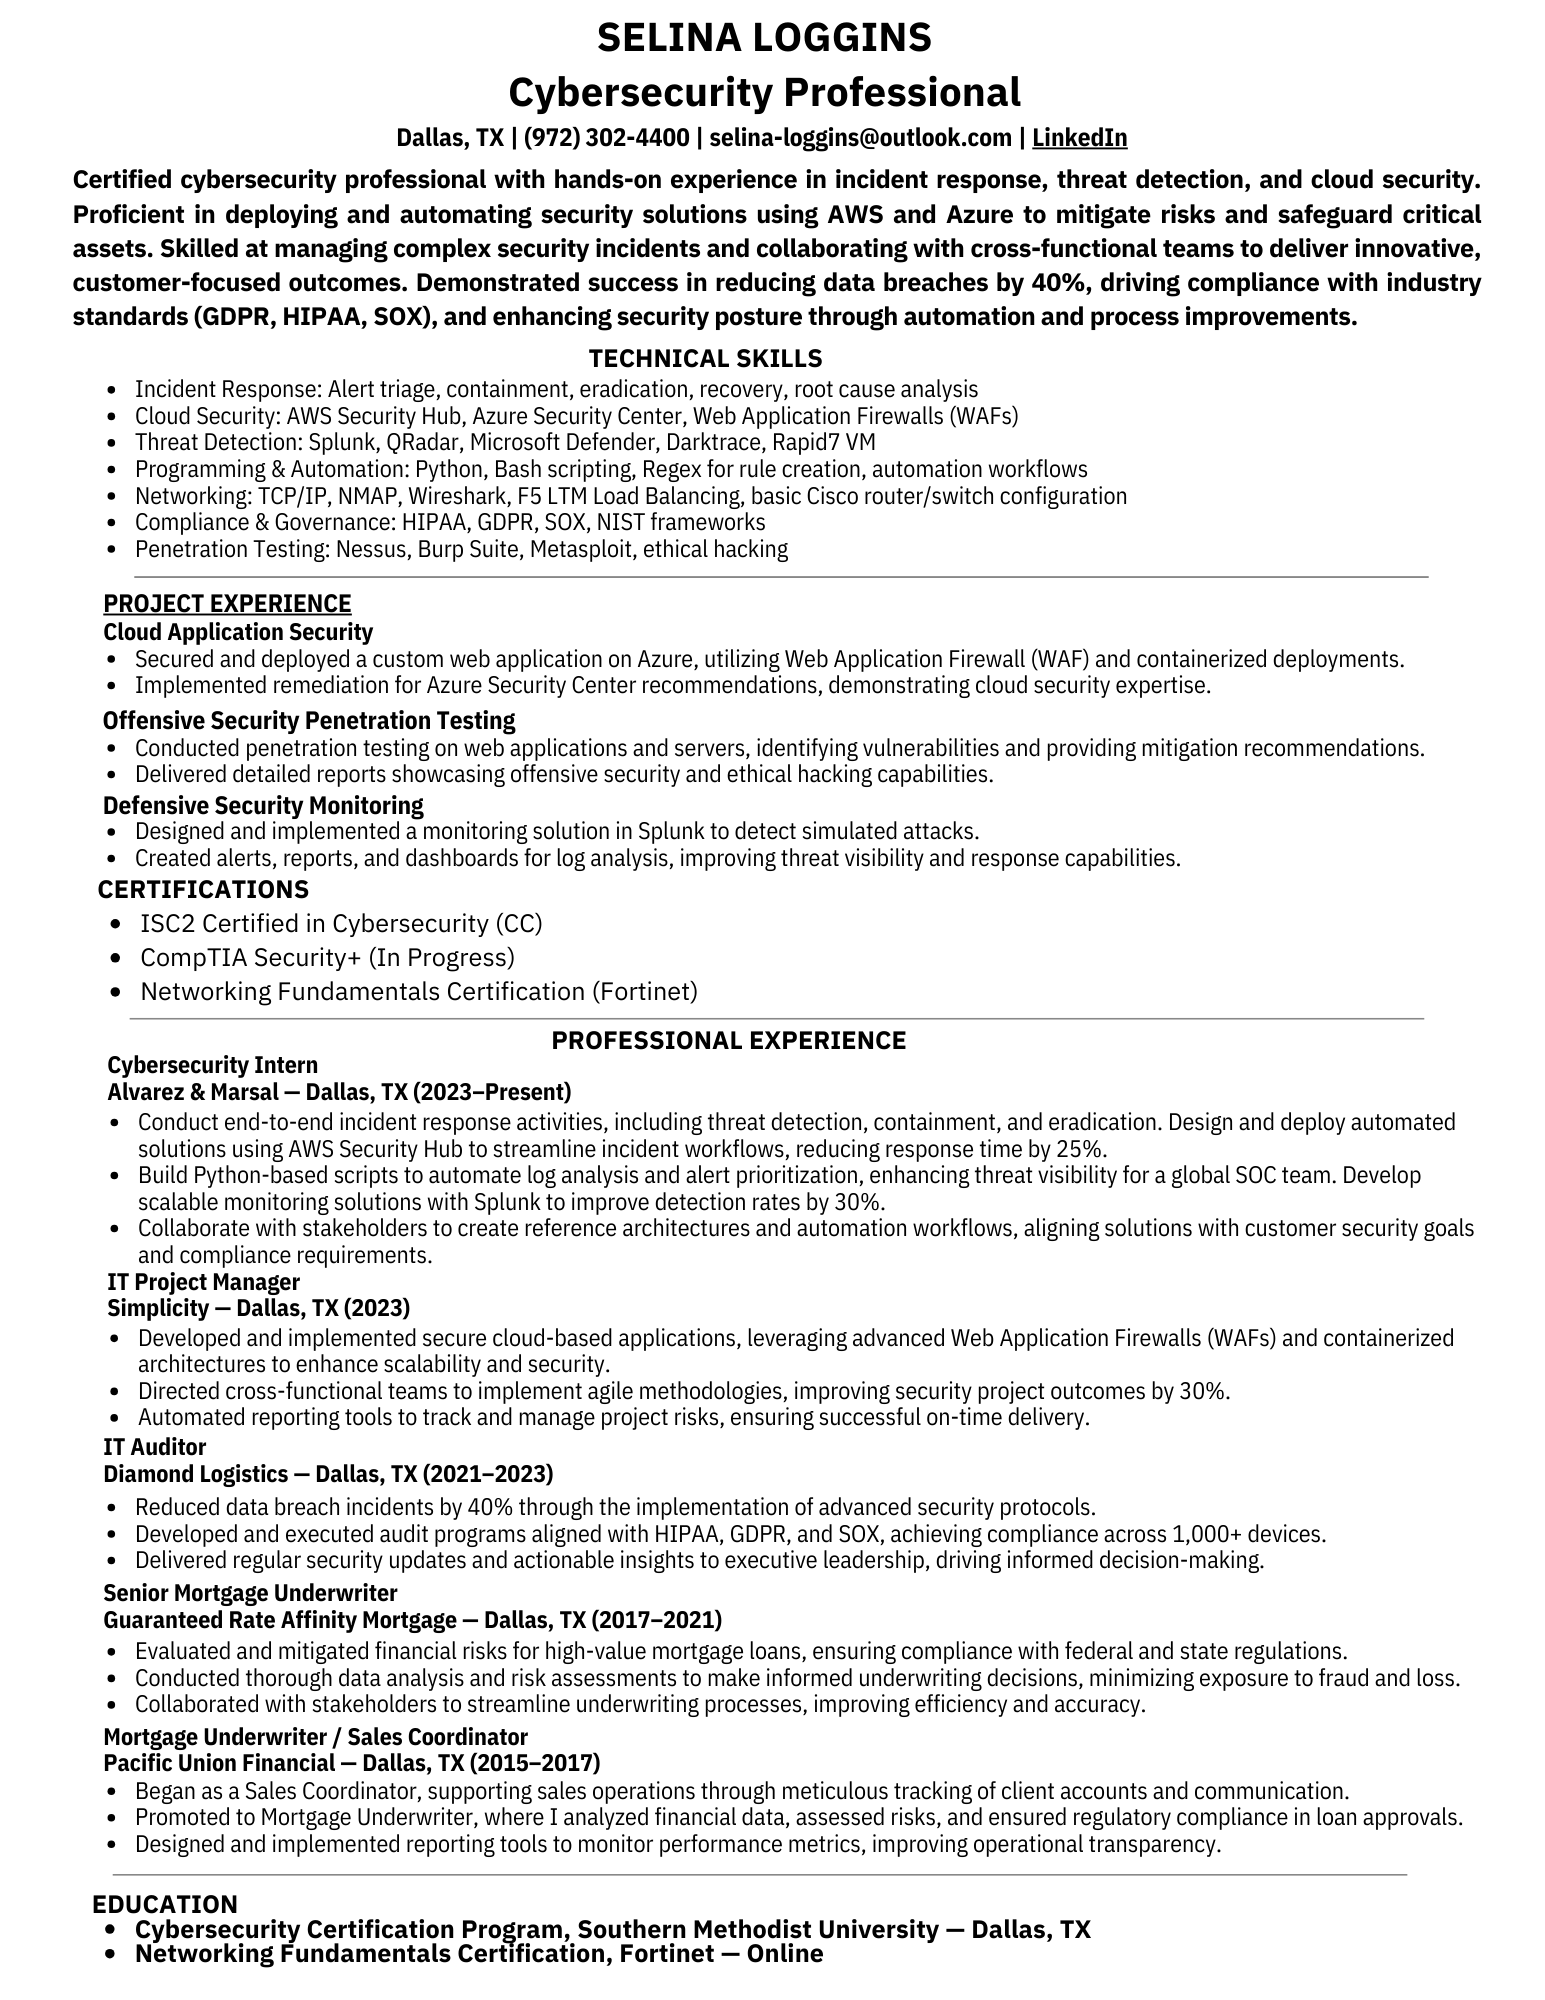 SELINA LOGGINS
Cybersecurity Professional
Dallas, TX | (972) 302-4400 | selina-loggins@outlook.com | LinkedIn
Certified cybersecurity professional with hands-on experience in incident response, threat detection, and cloud security.
Proficient in deploying and automating security solutions using AWS and Azure to mitigate risks and safeguard critical
assets. Skilled at managing complex security incidents and collaborating with cross-functional teams to deliver innovative,
customer-focused outcomes. Demonstrated success in reducing data breaches by 40%, driving compliance with industry
standards (GDPR, HIPAA, SOX), and enhancing security posture through automation and process improvements.
TECHNICAL SKILLS
• Incident Response: Alert triage, containment, eradication, recovery, root cause analysis
• Cloud Security: AWS Security Hub, Azure Security Center, Web Application Firewalls (WAFs)
• Threat Detection: Splunk, QRadar, Microsoft Defender, Darktrace, Rapid7 VM
• Programming & Automation: Python, Bash scripting, Regex for rule creation, automation workflows
• Networking: TCP/IP, NMAP, Wireshark, F5 LTM Load Balancing, basic Cisco router/switch configuration
• Compliance & Governance: HIPAA, GDPR, SOX, NIST frameworks
• Penetration Testing: Nessus, Burp Suite, Metasploit, ethical hacking
PROJECT EXPERIENCE
Cloud Application Security
• Secured and deployed a custom web application on Azure, utilizing Web Application Firewall (WAF) and containerized deployments.
• Implemented remediation for Azure Security Center recommendations, demonstrating cloud security expertise.
Offensive Security Penetration Testing
• Conducted penetration testing on web applications and servers, identifying vulnerabilities and providing mitigation recommendations.
• Delivered detailed reports showcasing offensive security and ethical hacking capabilities.
Defensive Security Monitoring
• Designed and implemented a monitoring solution in Splunk to detect simulated attacks.
• Created alerts, reports, and dashboards for log analysis, improving threat visibility and response capabilities.
CERTIFICATIONS
• ISC2 Certified in Cybersecurity (CC)
• CompTIA Security+ (In Progress)
• Networking Fundamentals Certification (Fortinet)
PROFESSIONAL EXPERIENCE
Cybersecurity Intern
Alvarez & Marsal — Dallas, TX (2023–Present)
• Conduct end-to-end incident response activities, including threat detection, containment, and eradication. Design and deploy automated
solutions using AWS Security Hub to streamline incident workflows, reducing response time by 25%.
• Build Python-based scripts to automate log analysis and alert prioritization, enhancing threat visibility for a global SOC team. Develop
scalable monitoring solutions with Splunk to improve detection rates by 30%.
• Collaborate with stakeholders to create reference architectures and automation workflows, aligning solutions with customer security goals
and compliance requirements.
IT Project Manager
Simplicity — Dallas, TX (2023)
• Developed and implemented secure cloud-based applications, leveraging advanced Web Application Firewalls (WAFs) and containerized
architectures to enhance scalability and security.
• Directed cross-functional teams to implement agile methodologies, improving security project outcomes by 30%.
• Automated reporting tools to track and manage project risks, ensuring successful on-time delivery.
IT Auditor
Diamond Logistics — Dallas, TX (2021–2023)
• Reduced data breach incidents by 40% through the implementation of advanced security protocols.
• Developed and executed audit programs aligned with HIPAA, GDPR, and SOX, achieving compliance across 1,000+ devices.
• Delivered regular security updates and actionable insights to executive leadership, driving informed decision-making.
Senior Mortgage Underwriter
Guaranteed Rate Affinity Mortgage — Dallas, TX (2017–2021)
• Evaluated and mitigated financial risks for high-value mortgage loans, ensuring compliance with federal and state regulations.
• Conducted thorough data analysis and risk assessments to make informed underwriting decisions, minimizing exposure to fraud and loss.
• Collaborated with stakeholders to streamline underwriting processes, improving efficiency and accuracy.
Mortgage Underwriter / Sales Coordinator
Pacific Union Financial — Dallas, TX (2015–2017)
• Began as a Sales Coordinator, supporting sales operations through meticulous tracking of client accounts and communication.
• Promoted to Mortgage Underwriter, where I analyzed financial data, assessed risks, and ensured regulatory compliance in loan approvals.
• Designed and implemented reporting tools to monitor performance metrics, improving operational transparency.
EDUCATION
• Cybersecurity Certification Program, Southern Methodist University — Dallas, TX
• Networking Fundamentals Certification, Fortinet — Online